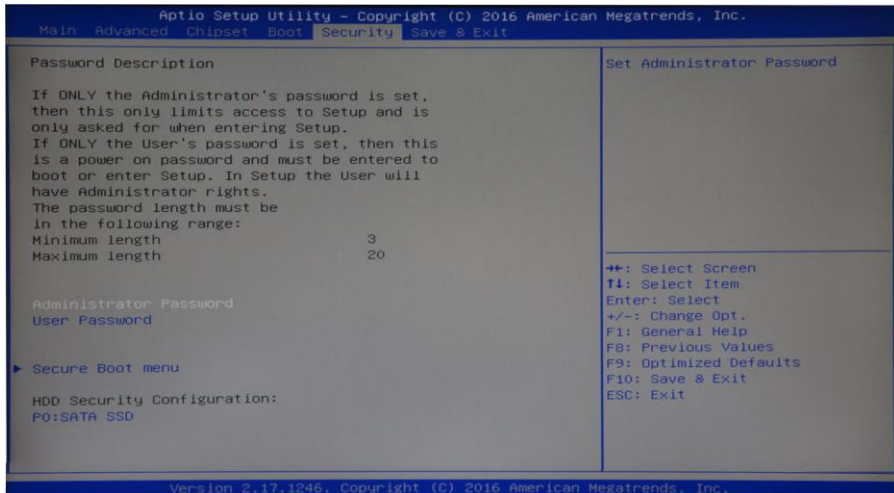 Aptio Setup Utility – Copyright (C) 2016 American Megatrends, Inc.
Main Advanced Chipset Boot Security Save & Exit
Password Description
If ONLY the Administrator's password is set,
then this only limits access to Setup and is
only asked for when entering Setup.
If ONLY the User's password is set, then this
is a power on password and must be entered to
boot or enter Setup. In Setup the User will
have Administrator rights.
The password length must be
in the following range:
Minimum length 3
Maximum length 20
Administrator Password
User Password
► Secure Boot menu
HDD Security Configuration:
P0:SATA SSD
Set Administrator Password
→←: Select Screen
↑↓: Select Item
Enter: Select
+/-: Change Opt.
F1: General Help
F8: Previous Values
F9: Optimized Defaults
F10: Save & Exit
ESC: Exit
Version 2.17.1246. Copyright (C) 2016 American Megatrends, Inc.